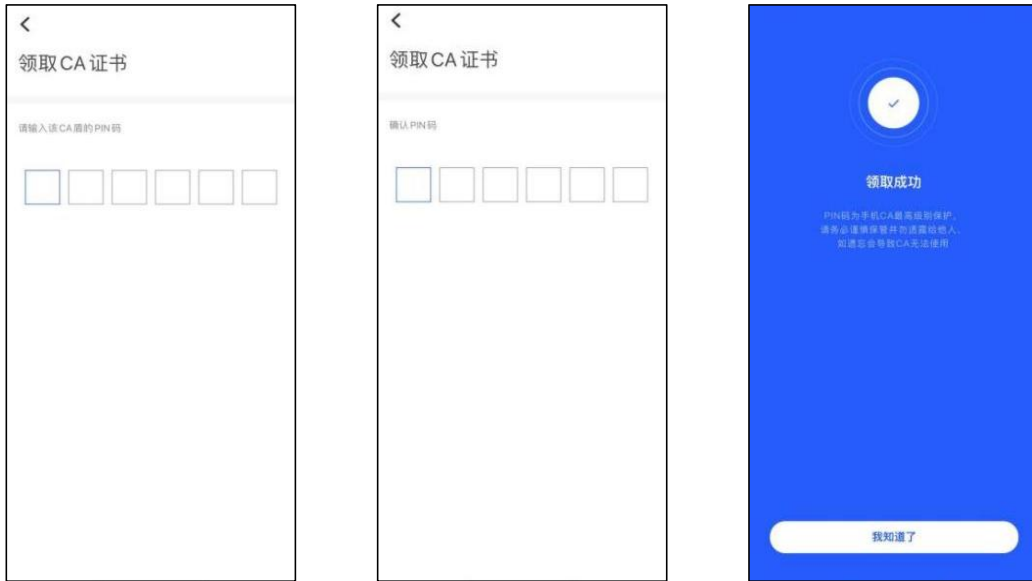 领取CA证书
请输入该CA盾的PIN码
领取CA证书
确认PIN码
领取成功
PIN码为手机CA最高级别保护,
请务必谨慎保管并勿透露给他人,
如遗忘会导致CA无法使用
我知道了